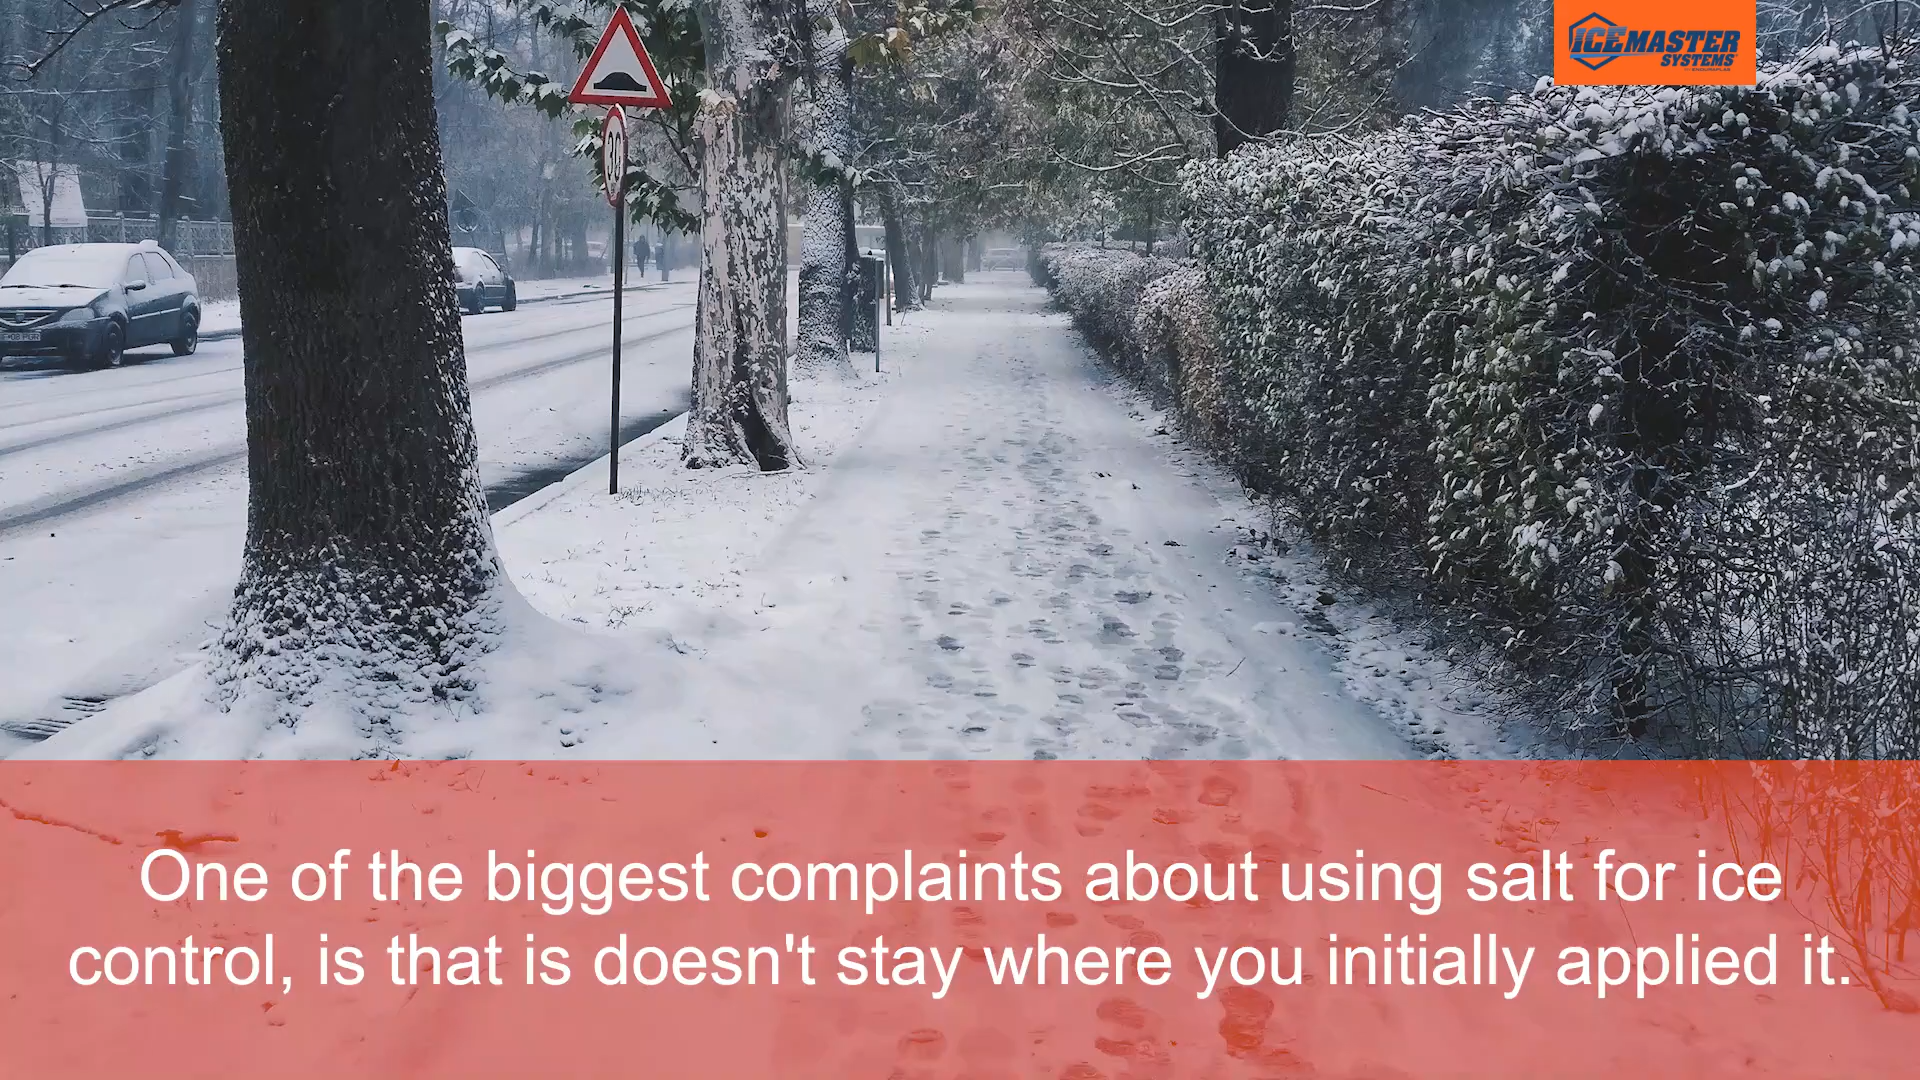 ICEMASTER
SYSTEMS
30
One of the biggest complaints about using salt for ice
control, is that is doesn't stay where you initially applied it.